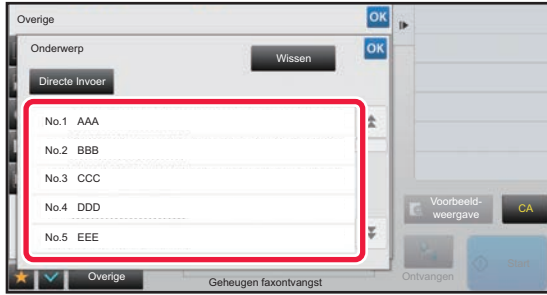 Overige
OK
Onderwerp
Wissen
OK
Directe Invoer
No.1 AAA
No.2 BBB
No.3 CCC
No.4 DDD
No.5 EEE
Voorbeeld-
weergave
CA
Ontvangen
Start
Overige
Geheugen faxontvangst